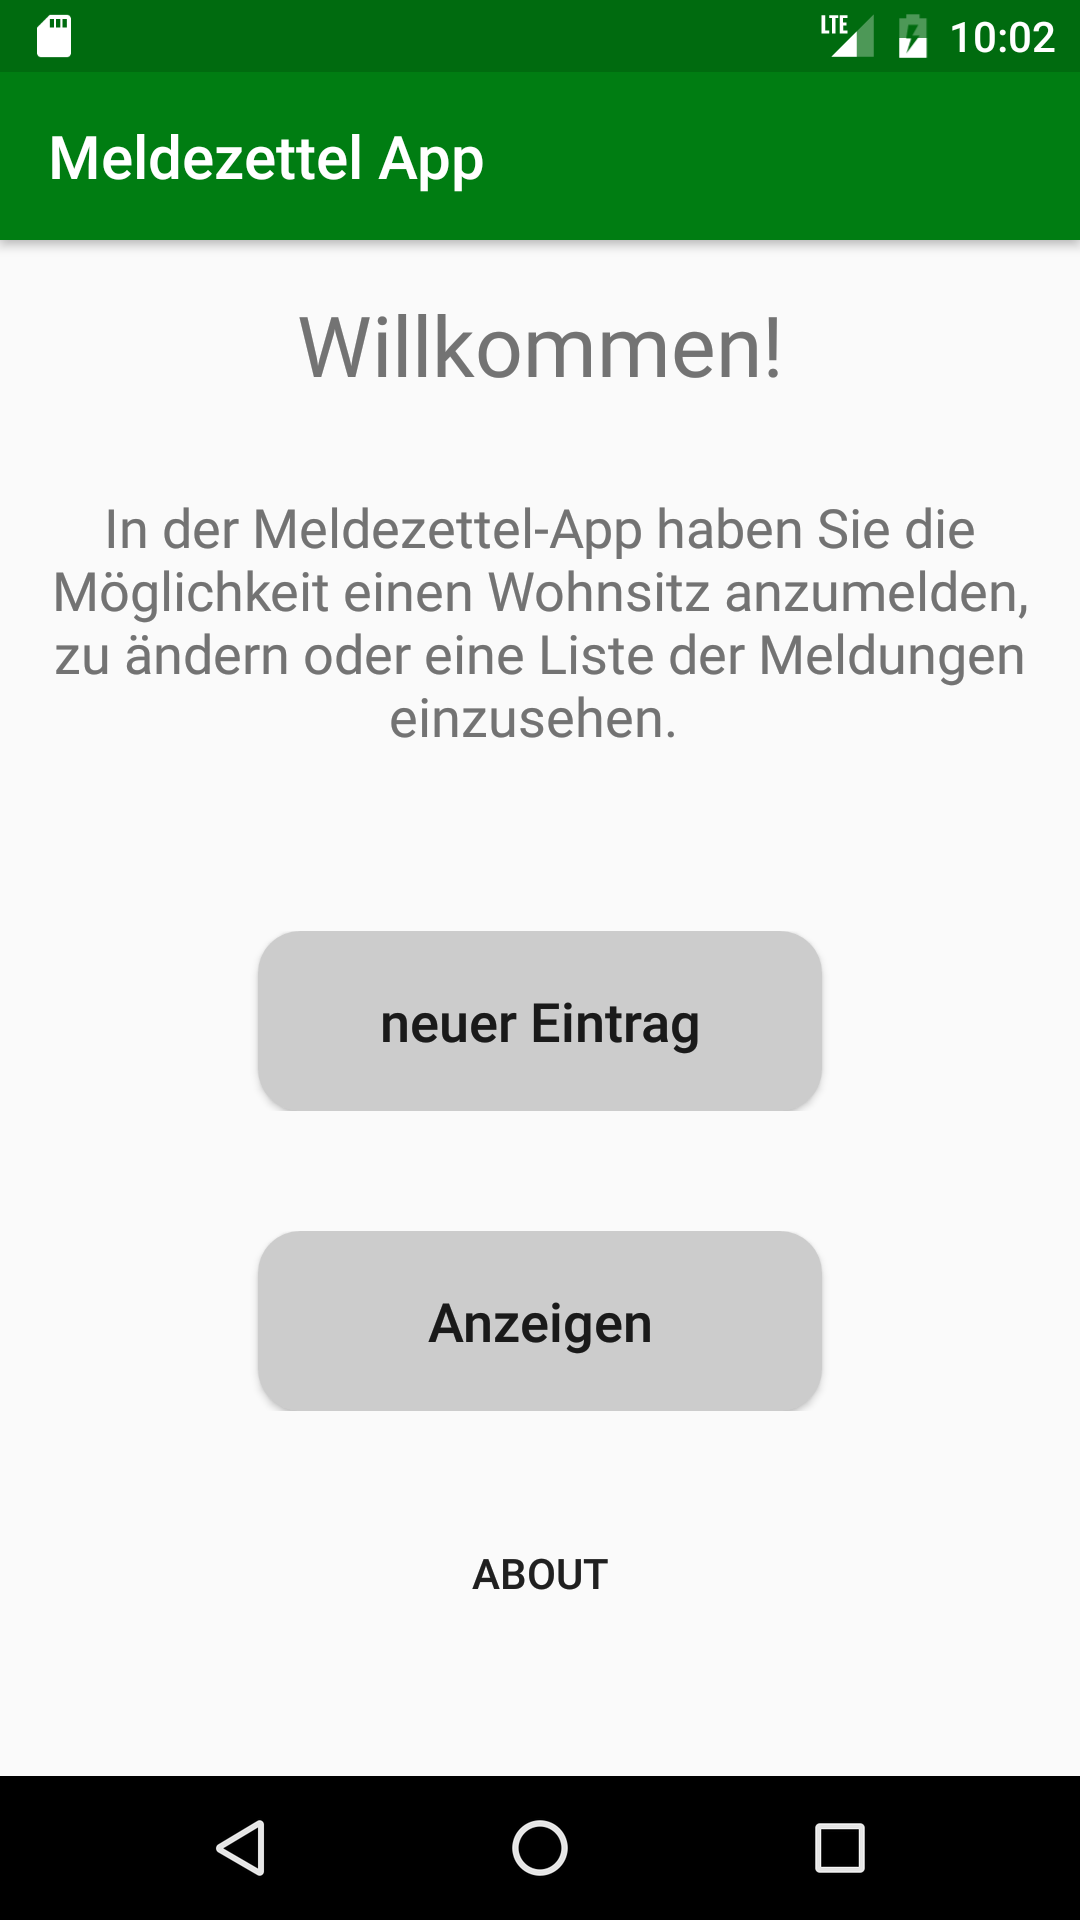 LTE 10:02
Meldezettel App
Willkommen!
In der Meldezettel-App haben Sie die
Möglichkeit einen Wohnsitz anzumelden,
zu ändern oder eine Liste der Meldungen
einzusehen.
neuer Eintrag
Anzeigen
ABOUT